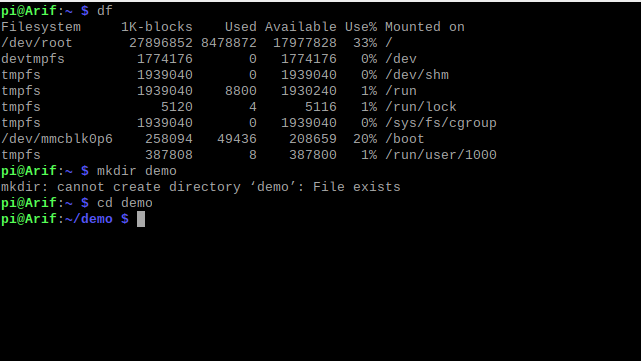 pi@Arif:~ $ df
Filesystem     1K-blocks    Used Available Use% Mounted on
/dev/root       27896852 8478872  17977828  33% /
devtmpfs         1774176       0   1774176   0% /dev
tmpfs            1939040       0   1939040   0% /dev/shm
tmpfs            1939040    8800   1930240   1% /run
tmpfs               5120       4      5116   1% /run/lock
tmpfs            1939040       0   1939040   0% /sys/fs/cgroup
/dev/mmcblk0p6    258094   49436    208659  20% /boot
tmpfs             387808       8    387800   1% /run/user/1000
pi@Arif:~ $ mkdir demo
mkdir: cannot create directory ‘demo’: File exists
pi@Arif:~ $ cd demo
pi@Arif:~/demo $